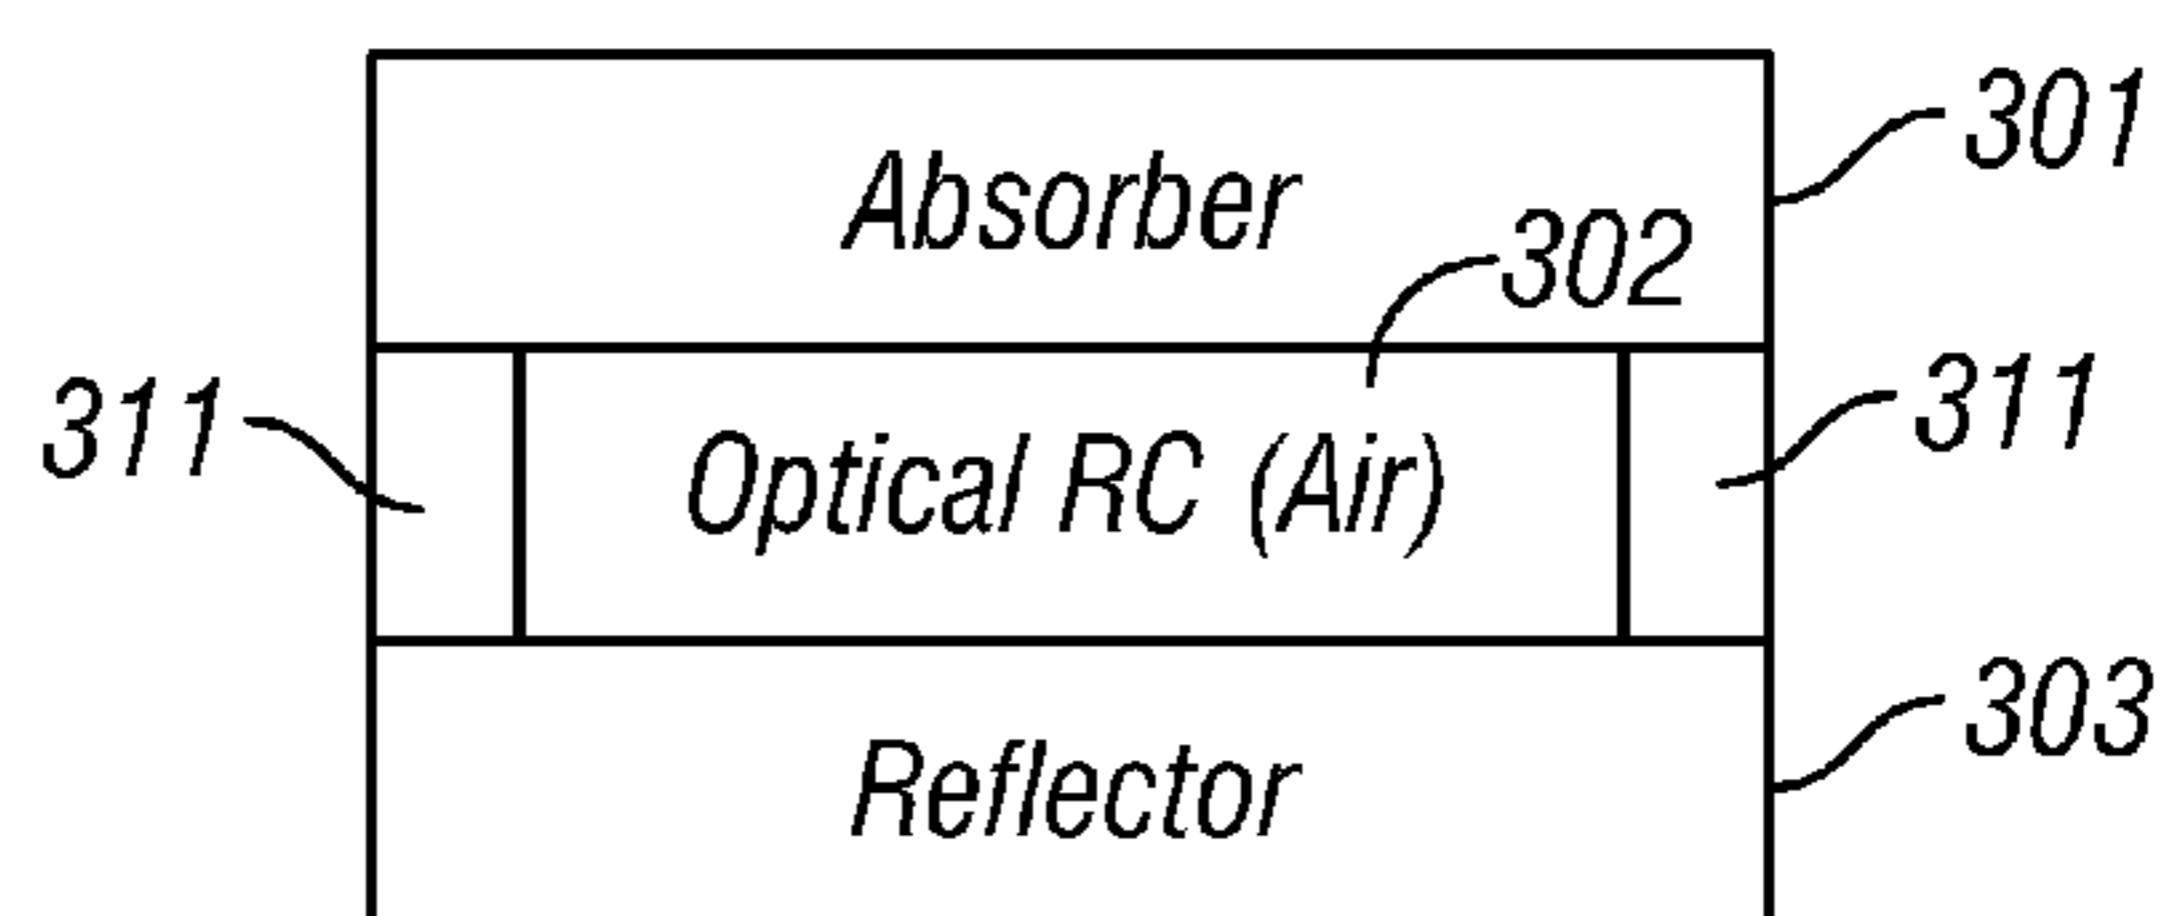 301
Absorber
302
311
311
Optical RC (Air)
303
Reflector